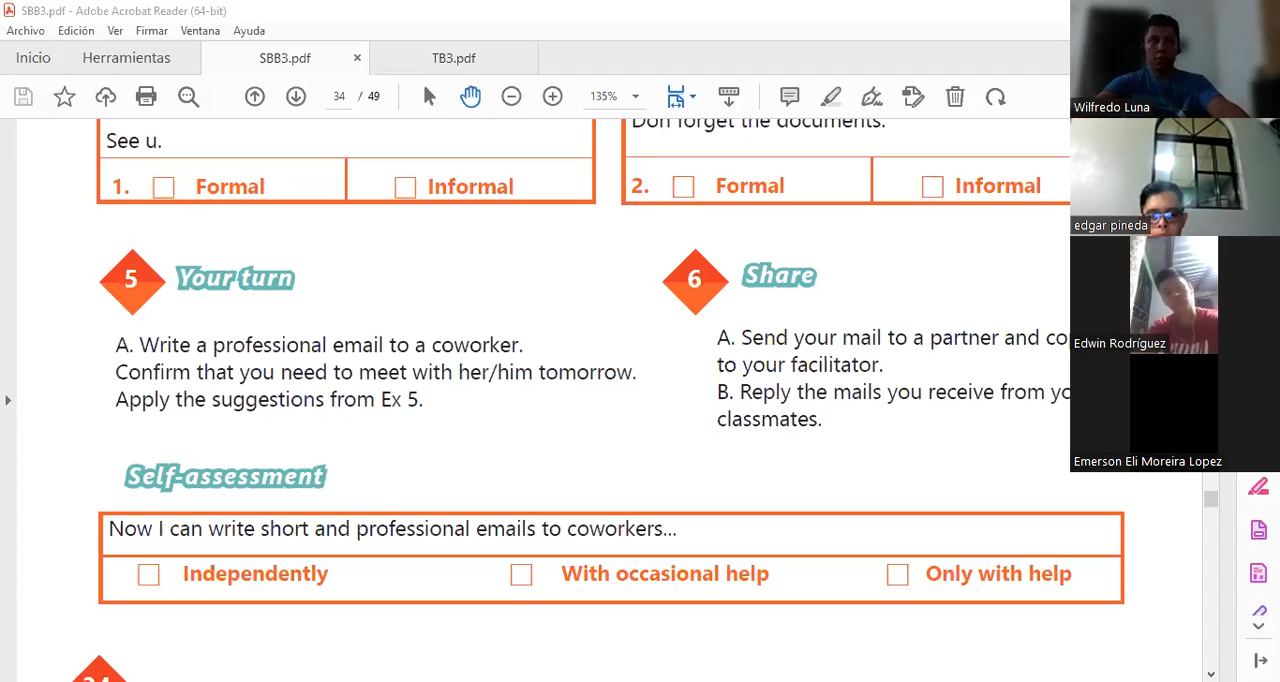 SBB3.pdf - Adobe Acrobat Reader (64-bit)
Archivo Edición Ver Firmar Ventana Ayuda
Inicio Herramientas SBB3.pdf × TB3.pdf
34 / 49 135%
See u.
Don forget the documents.
1. Formal Informal
2. Formal Informal
5 Your turn
A. Write a professional email to a coworker.
Confirm that you need to meet with her/him tomorrow.
Apply the suggestions from Ex 5.
6 Share
A. Send your mail to a partner and
to your facilitator.
B. Reply the mails you receive from
classmates.
Self-assessment
Now I can write short and professional emails to coworkers...
Independently With occasional help Only with help
Wilfredo Luna
edgar pineda
Edwin Rodríguez
Emerson Eli Moreira Lopez